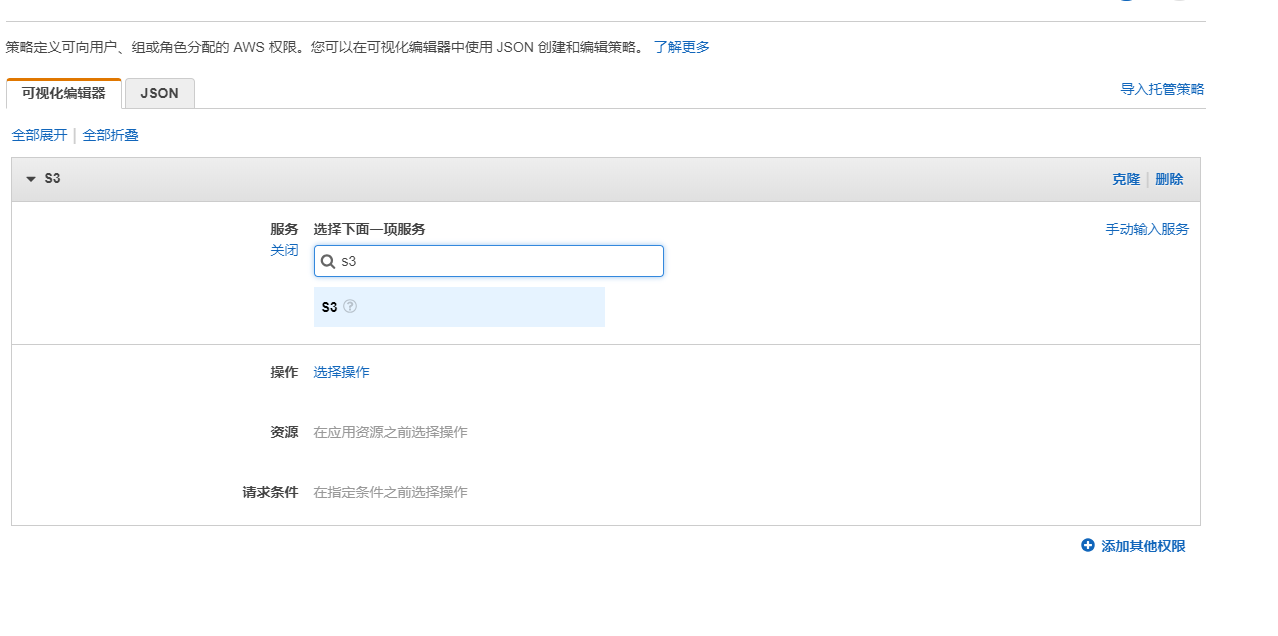 策略定义可向用户、组或角色分配的 AWS 权限。您可以在可视化编辑器中使用 JSON 创建和编辑策略。 了解更多
可视化编辑器 JSON 导入托管策略
全部展开 | 全部折叠
S3 克隆 | 删除
服务 选择下面一项服务 手动输入服务
关闭
s3
S3
操作 选择操作
资源 在应用资源之前选择操作
请求条件 在指定条件之前选择操作
添加其他权限